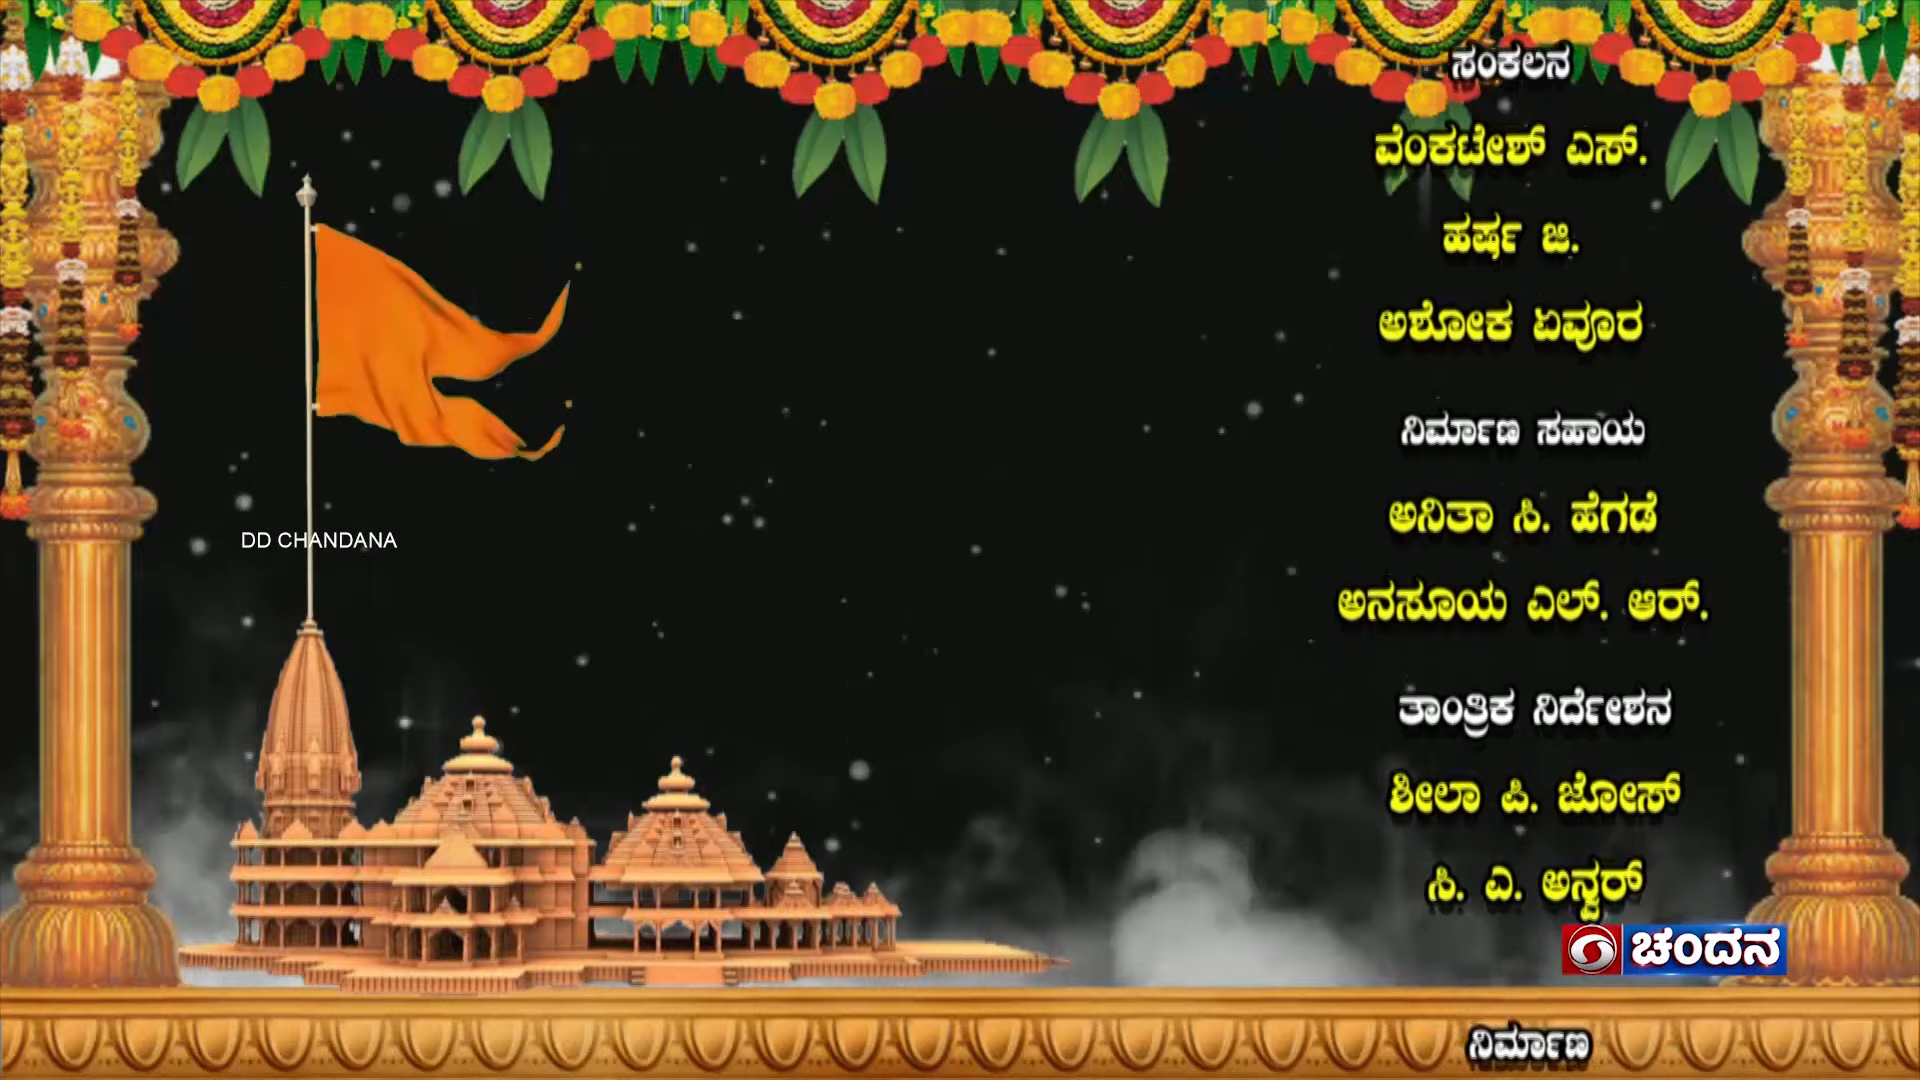 ಸಂಕಲನ
ವೆಂಕಟೇಶ್ ಎಸ್.
ಹರ್ಷ ಜಿ.
ಅಶೋಕ ಏವೂರ
ನಿರ್ಮಾಣ ಸಹಾಯ
ಅನಿತಾ ಸಿ. ಹೆಗಡೆ
ಅನಸೂಯ ಎಲ್. ಆರ್.
DD CHANDANA
ತಾಂತ್ರಿಕ ನಿರ್ದೇಶನ
ಶೀಲಾ ಪಿ. ಜೋಸ್
ಸಿ. ಎ. ಅನ್ವರ್
ಚಂದನ
ನಿರ್ಮಾಣ